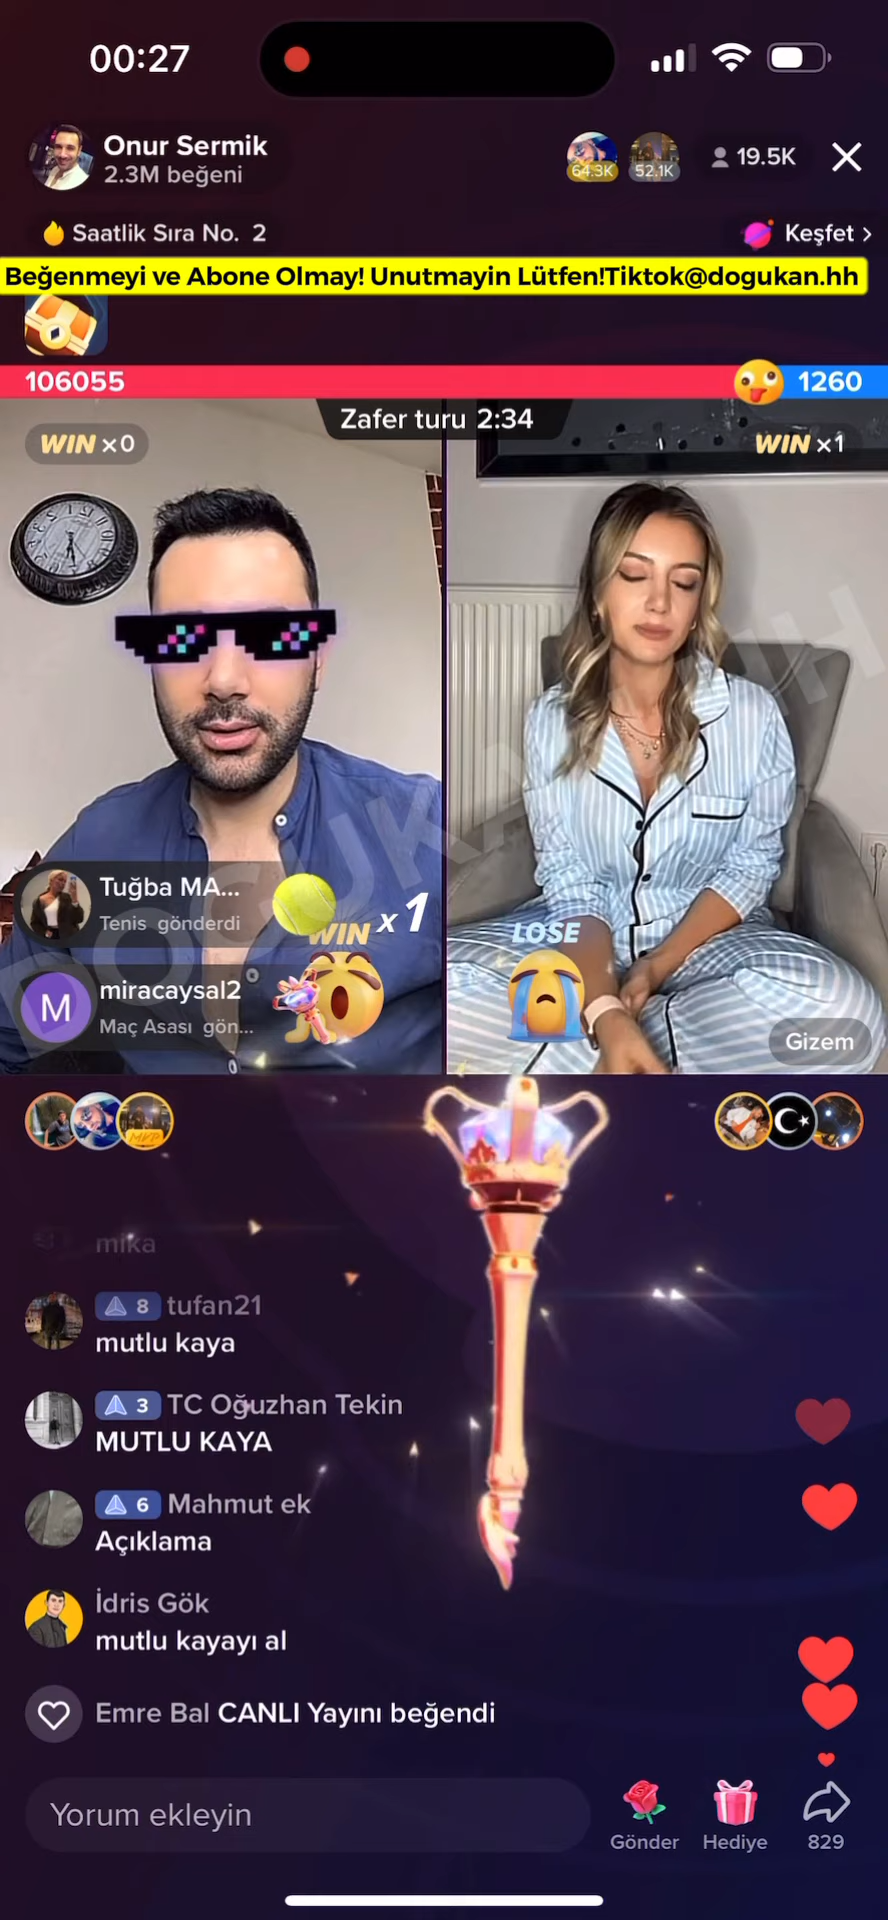 00:27
Onur Sermik
2.3M beğeni
64.3K
52.1K
19.5K
Saatlik Sıra No. 2
Keşfet
Beğenmeyi ve Abone Olmay! Unutmayin Lütfen!Tiktok@dogukan.hh
106055
1260
Zafer turu 2:34
WIN x0
WIN x1
Tuğba MA...
Tenis gönderdi
WIN x1
LOSE
M
miracaysal2
Maç Asası gön...
Gizem
MVP
mika
8 tufan21
mutlu kaya
3 TC Oğuzhan Tekin
MUTLU KAYA
6 Mahmut ek
Açıklama
İdris Gök
mutlu kayayı al
Emre Bal CANLI Yayını beğendi
Yorum ekleyin
Gönder
Hediye
829